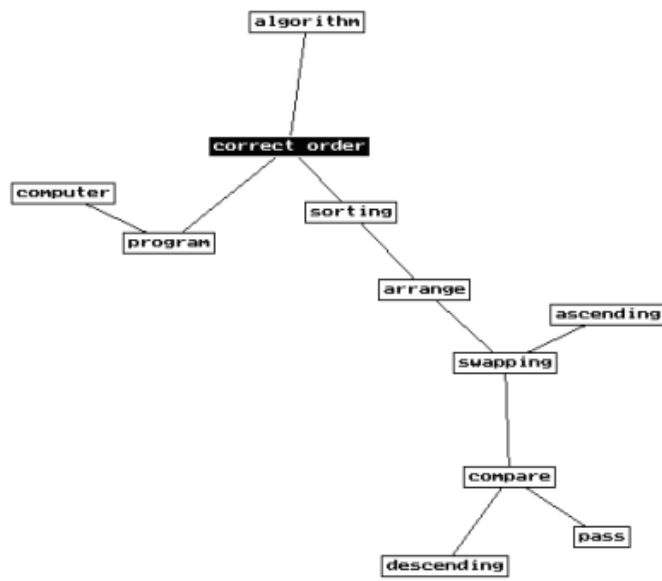 algorithm
correct order
computer
sorting
program
arrange
ascending
swapping
compare
pass
descending